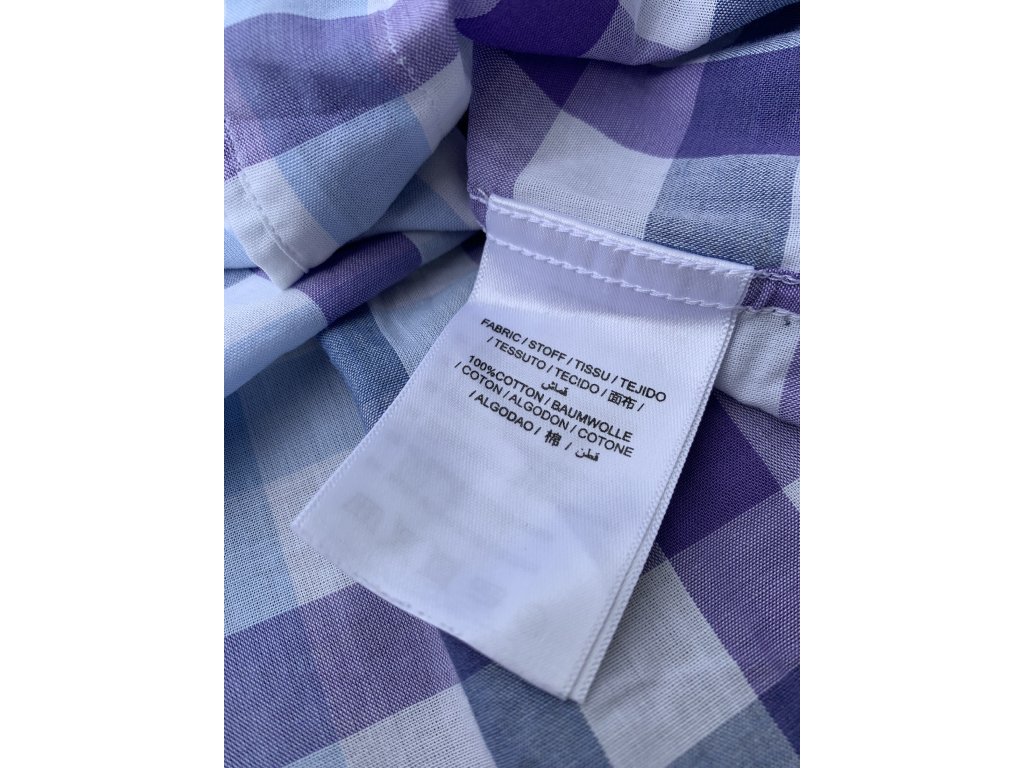 FABRIC / STOFF / TISSU / TEJIDO
/ TESSUTO / TECIDO / 面布 /
قماش
100%COTTON / BAUMWOLLE
/ COTON / ALGODON / COTONE
/ ALGODAO / 棉 / قطن